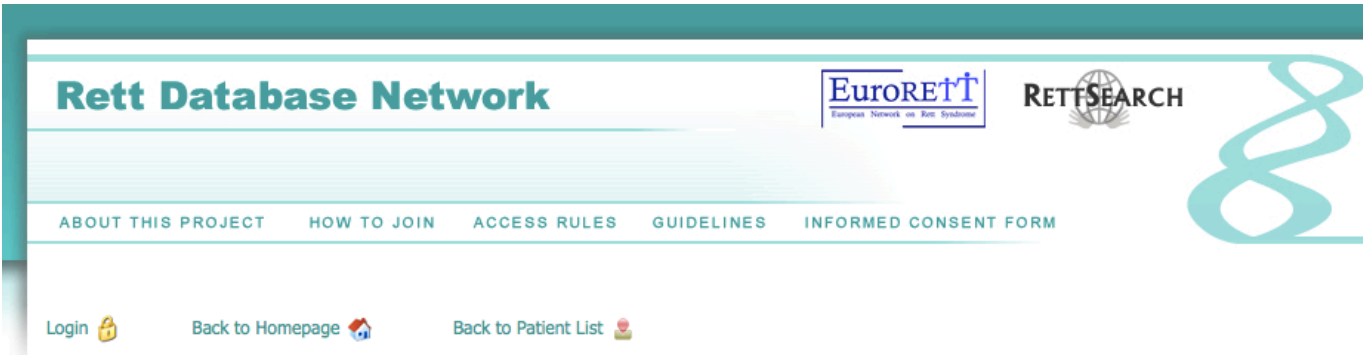 Rett Database Network
EuroRETT
European Network on Rett Syndrome
RETTSEARCH
ABOUT THIS PROJECT HOW TO JOIN ACCESS RULES GUIDELINES INFORMED CONSENT FORM
Login Back to Homepage Back to Patient List